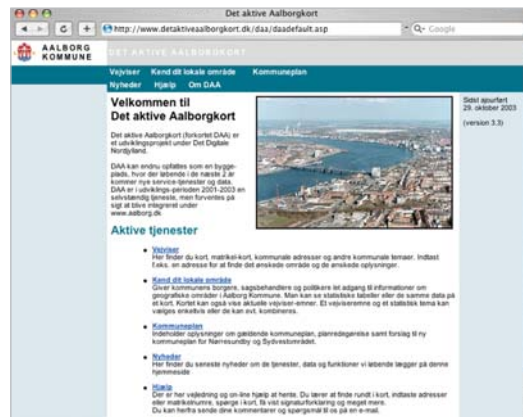 Det aktive Aalborgkort
http://www.detaktiveaalborgkort.dk/daa/daadefault.asp
Q- Google
AALBORG
KOMMUNE
DET AKTIVE AALBORGKORT
Vejviser Kend dit lokale område Kommuneplan
Nyheder Hjælp Om DAA
Velkommen til
Det aktive Aalborgkort
Det aktive Aalborgkort (forkortet DAA) er
et udviklingsprojekt under Det Digitale
Nordjylland.
DAA kan endnu opfattes som en bygge-
plads, hvor der løbende i de næste 2 år
kommer nye service-tjenester og data.
DAA er i udviklings-perioden 2001-2003 en
selvstændig tjeneste, men forventes på
sigt at blive integreret under
www.aalborg.dk
Sidst ajourført
29. oktober 2003
(version 3.3)
Aktive tjenester
Vejviser
Her finder du kort, matrikel-kort, kommunale adresser og andre kommunale temaer. Indtast
f.eks. en adresse for at finde det ønskede område og de ønskede oplysninger.
Kend dit lokale område
Giver kommunens borgere, sagsbehandlere og politikere let adgang til informationer om
geografiske områder i Aalborg Kommune. Man kan se statistiske tabeller eller de samme data på
et kort. Kortet kan også vise aktuelle vejviser-emner. Et vejviseremne og et statistik tema kan
vælges enkeltvis eller de kan evt. kombineres.
Kommuneplan
Indeholder oplysninger om gældende kommuneplan, planredegørelse samt forslag til ny
kommuneplan for Nørresundby og Sydvestområdet.
Nyheder
Her finder du seneste nyheder om de tjenester, data og funktioner vi løbende lægger på denne
hjemmeside
Hjælp
Der er her vejledning og on-line hjælp at hente. Du lærer at finde rundt i kort, indtaste adresser
eller matrikelnumre, spørge i kort, få vist signaturforklaring og meget mere.
Du kan herfra sende dine kommentarer og spørgsmål til os på en e-mail.